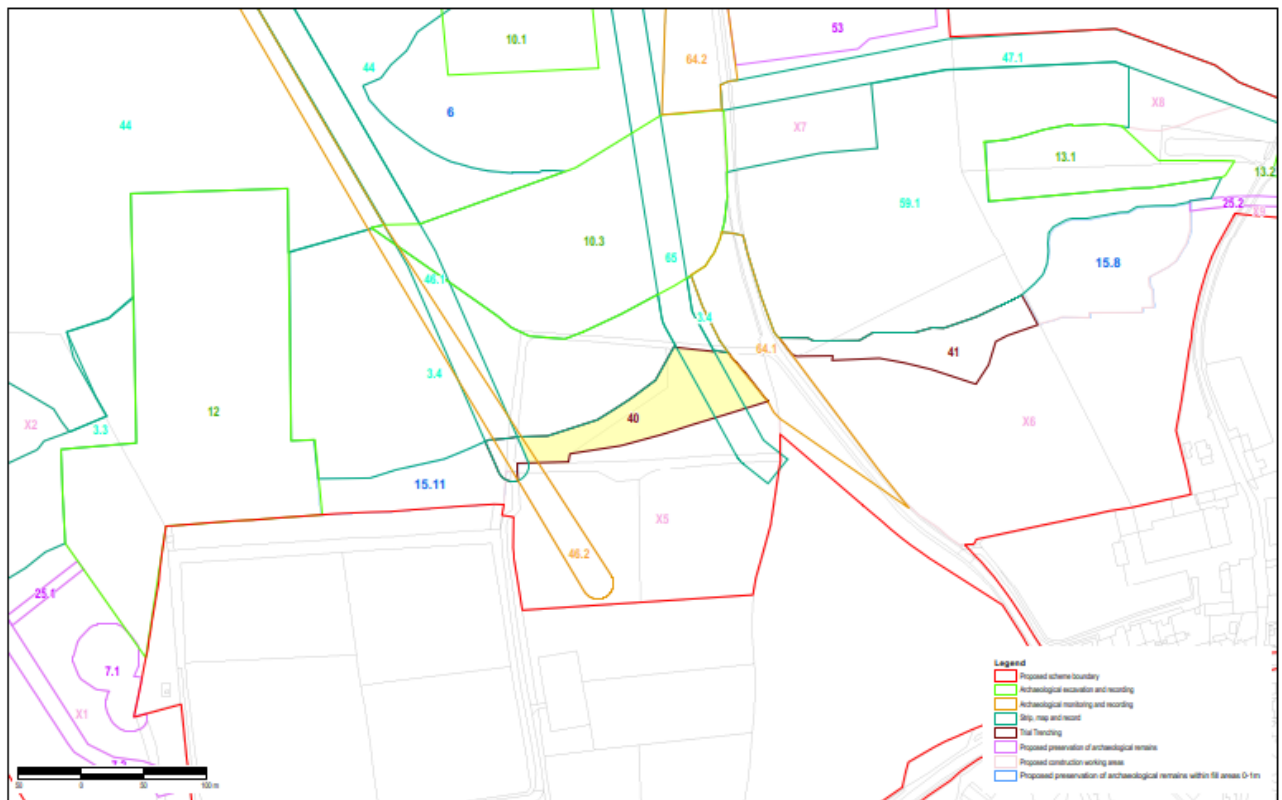 53
10.1
64.2
47.1
44
6
X8
44
X7
13.1
13.2
59.1
25.2
10.3
65
15.8
46.1
3.4
64.1
41
3.4
12
40
X2
3.3
X6
15.11
X5
46.2
25.1
7.1
X1
Legend
Proposed scheme boundary
Archaeological excavation and recording
Archaeological monitoring and recording
Strip, map and record
Trial Trenching
Proposed preservation of archaeological remains
Proposed construction working areas
Proposed preservation of archaeological remains within fill areas 0-1m
50 0 50 100 m